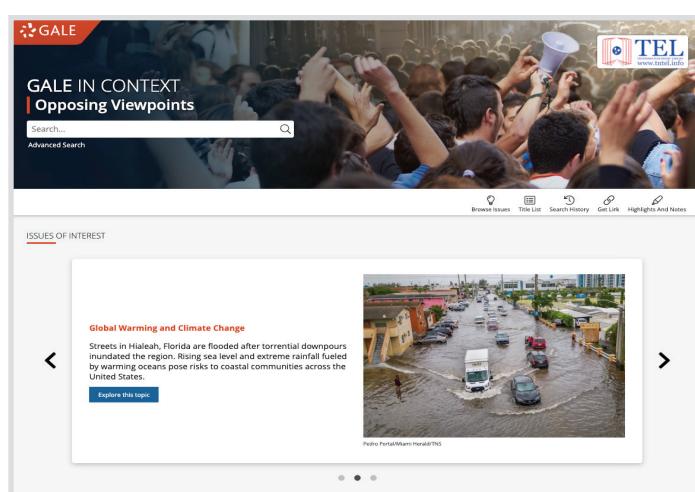 GALE
TEL
www.tntel.info
GALE IN CONTEXT
Opposing Viewpoints
Search...
Advanced Search
Browse Issues Title List Search History Get Link Highlights And Notes
ISSUES OF INTEREST
Global Warming and Climate Change
Streets in Hialeah, Florida are flooded after torrential downpours
inundated the region. Rising sea level and extreme rainfall fueled
by warming oceans pose risks to coastal communities across the
United States.
Explore this topic
Pedro Portal/Miami Herald/TNS